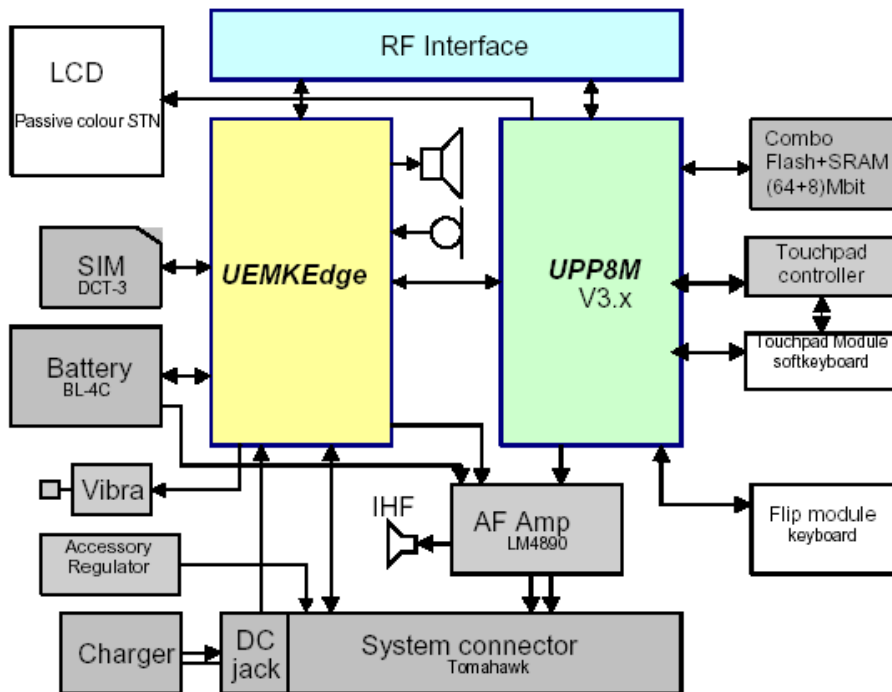 RF Interface
LCD
Passive colour STN
Combo
Flash+SRAM
(64+8)Mbit
SIM
DCT-3
UEMKEdge
UPP8M
V3.x
Touchpad
controller
Touchpad Module
softkeyboard
Battery
BL-4C
Vibra
IHF
AF Amp
LM4890
Flip module
keyboard
Accessory
Regulator
Charger
DC
jack
System connector
Tomahawk